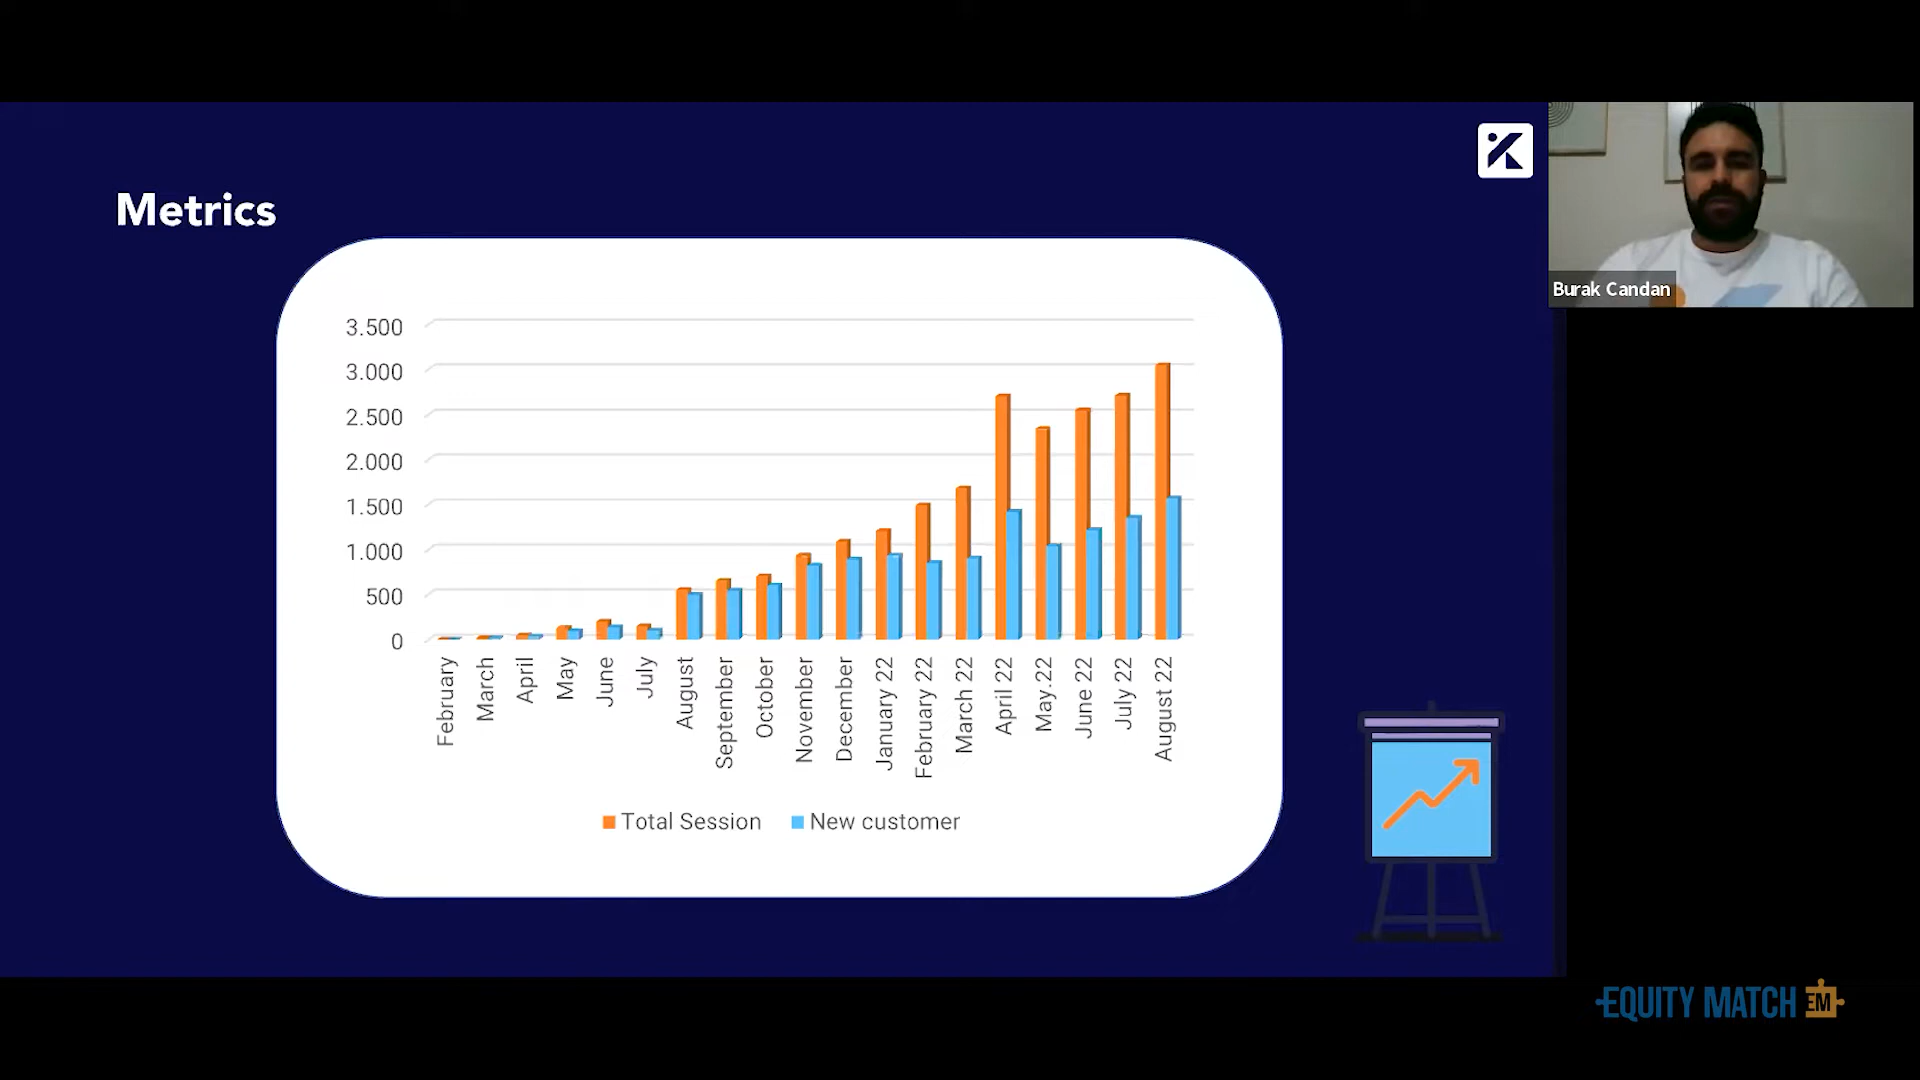 Metrics
Burak Candan
3.500
3.000
2.500
2.000
1.500
1.000
500
0
February
March
April
May
June
July
August
September
October
November
December
January 22
February 22
March 22
April 22
May.22
June 22
July 22
August 22
Total Session
New customer
EQUITY MATCH EM